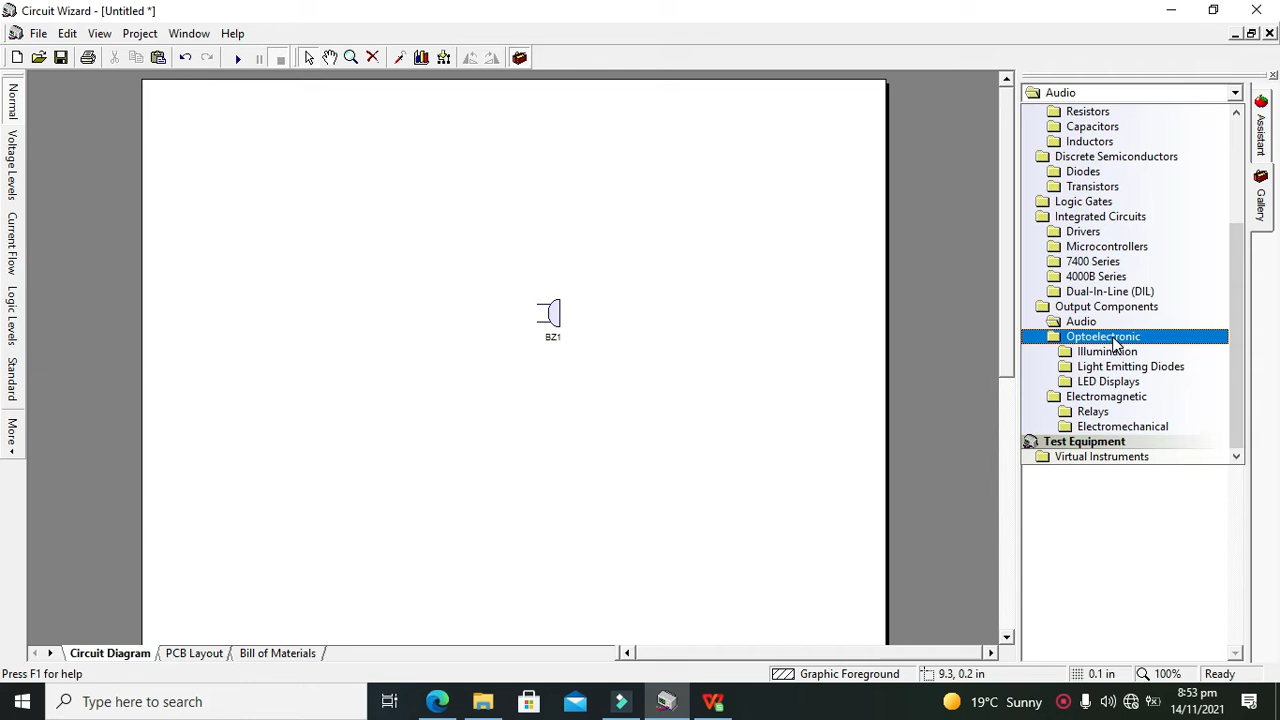 Circuit Wizard - [Untitled *]
File Edit View Project Window Help
Normal
Voltage Levels
Current Flow
Logic Levels
Standard
More
BZ1
Audio
Resistors
Capacitors
Inductors
Discrete Semiconductors
Diodes
Transistors
Logic Gates
Integrated Circuits
Drivers
Microcontrollers
7400 Series
4000B Series
Dual-In-Line (DIL)
Output Components
Audio
Optoelectronic
Illumination
Light Emitting Diodes
LED Displays
Electromagnetic
Relays
Electromechanical
Test Equipment
Virtual Instruments
Assistant
Gallery
Circuit Diagram PCB Layout Bill of Materials
Press F1 for help Graphic Foreground 9.3, 0.2 in 0.1 in 100% Ready
Type here to search 19°C Sunny 8:53 pm
14/11/2021